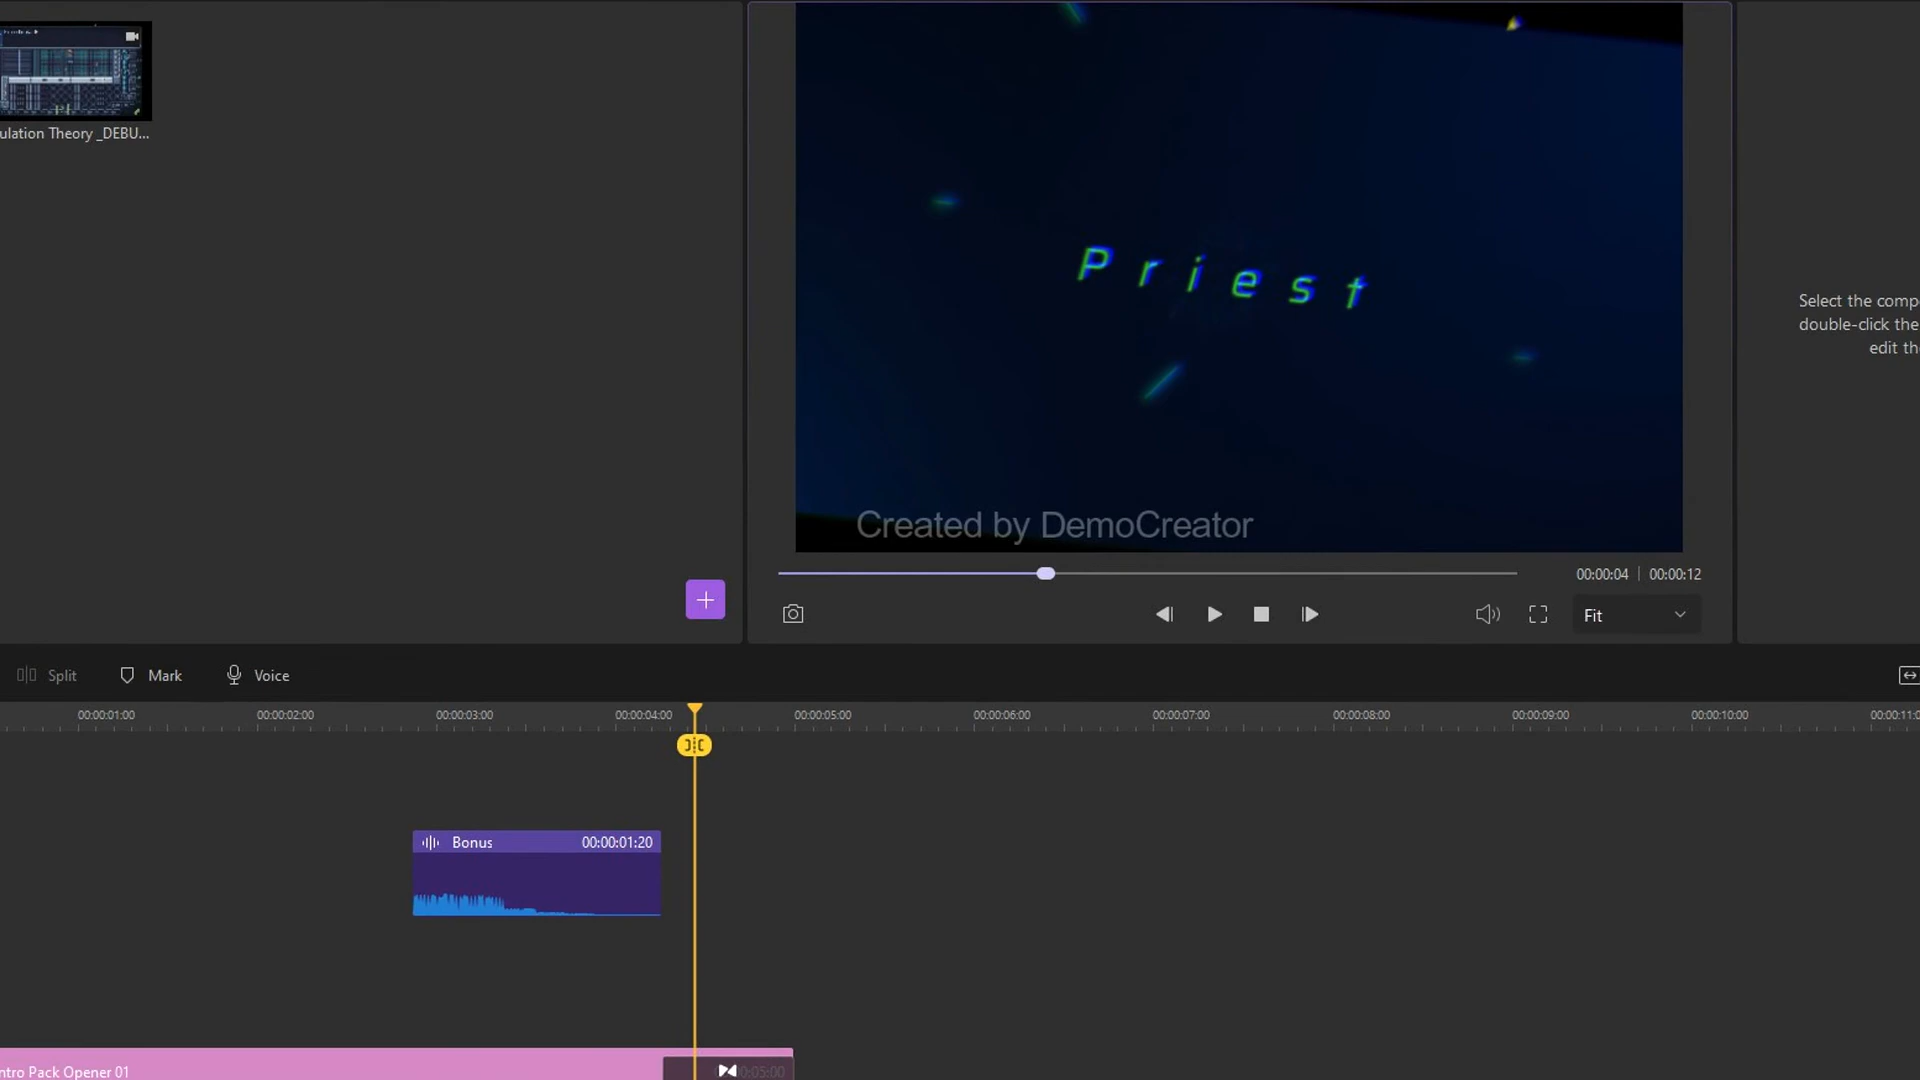 ulation Theory _DEBU...
Priest
Created by DemoCreator
Select the comp
double-click the
edit the
00:00:04 | 00:00:12
Fit
Split
Mark
Voice
00:00:01:00
00:00:02:00
00:00:03:00
00:00:04:00
00:00:05:00
00:00:06:00
00:00:07:00
00:00:08:00
00:00:09:00
00:00:10:00
00:00:11:0
Bonus
00:00:01:20
ntro Pack Opener 01
0:05:00